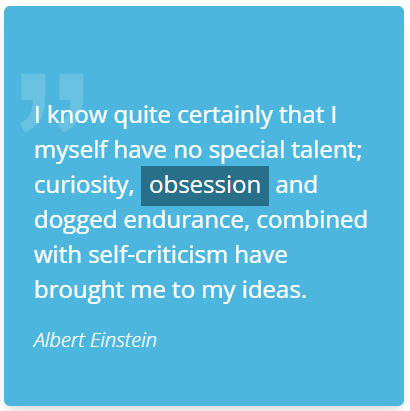 I know quite certainly that I
myself have no special talent;
curiosity, obsession and
dogged endurance, combined
with self-criticism have
brought me to my ideas.
Albert Einstein